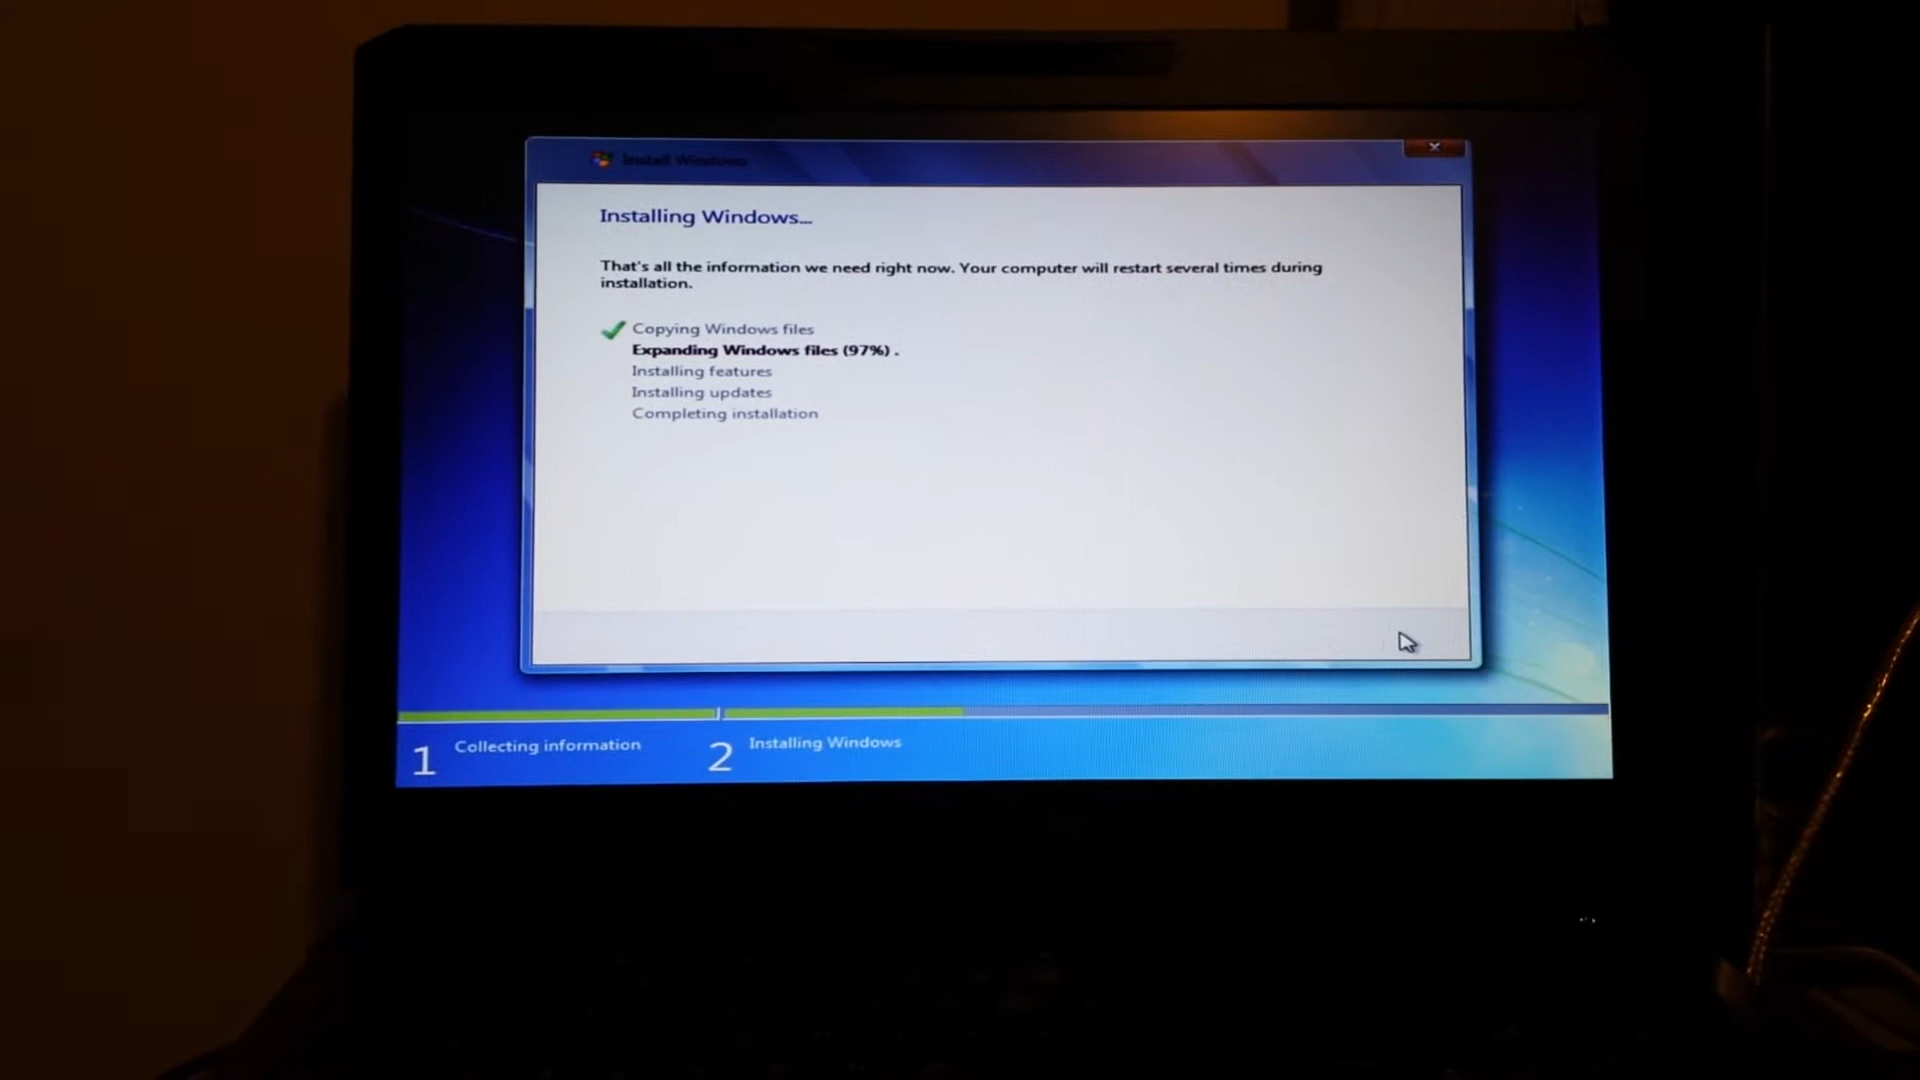 Install Windows
Installing Windows...
That's all the information we need right now. Your computer will restart several times during
installation.
Copying Windows files
Expanding Windows files (97%) .
Installing features
Installing updates
Completing installation
1 Collecting information
2 Installing Windows